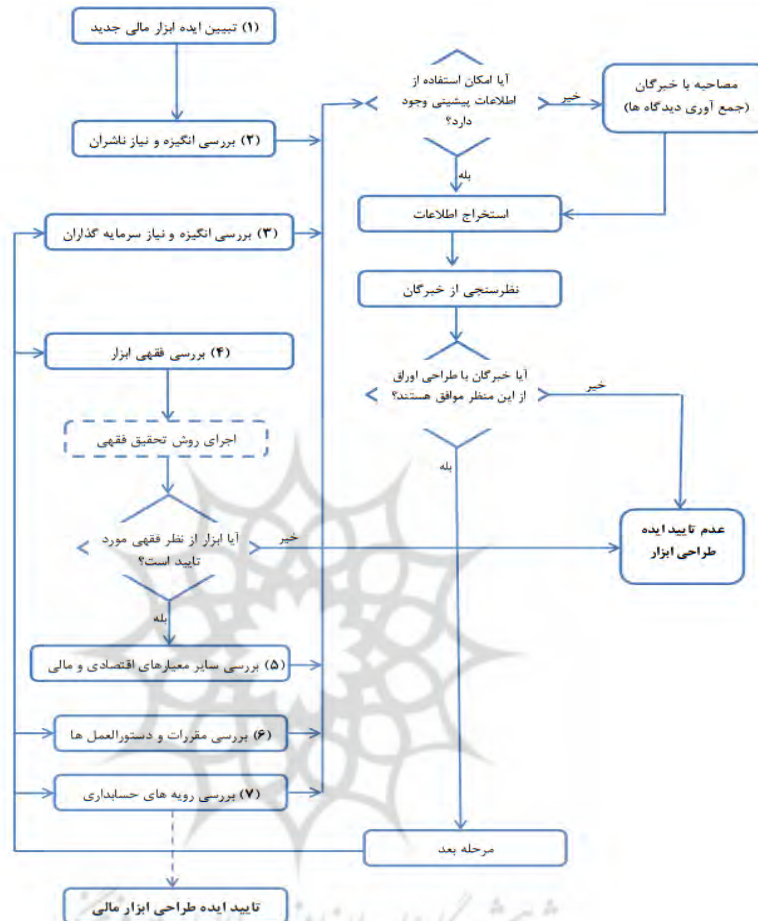 (۱) تبیین ایده ابزار مالی جدید
(۲) بررسی انگیزه و نیاز ناشران
(۳) بررسی انگیزه و نیاز سرمایه گذاران
(۴) بررسی فقهی ابزار
اجرای روش تحقیق فقهی
آیا ابزار از نظر فقهی مورد
تایید است؟
خیر
بله
(۵) بررسی سایر معیارهای اقتصادی و مالی
(۶) بررسی مقررات و دستورالعمل ها
(۷) بررسی رویه های حسابداری
تایید ایده طراحی ابزار مالی
آیا امکان استفاده از
اطلاعات پیشینی وجود
دارد؟
خیر
مصاحبه با خبرگان
(جمع آوری دیدگاه ها)
بله
استخراج اطلاعات
نظرسنجی از خبرگان
آیا خبرگان با طراحی اوراق
از این منظر موافق هستند؟
خیر
بله
عدم تایید ایده
طراحی ابزار
مرحله بعد